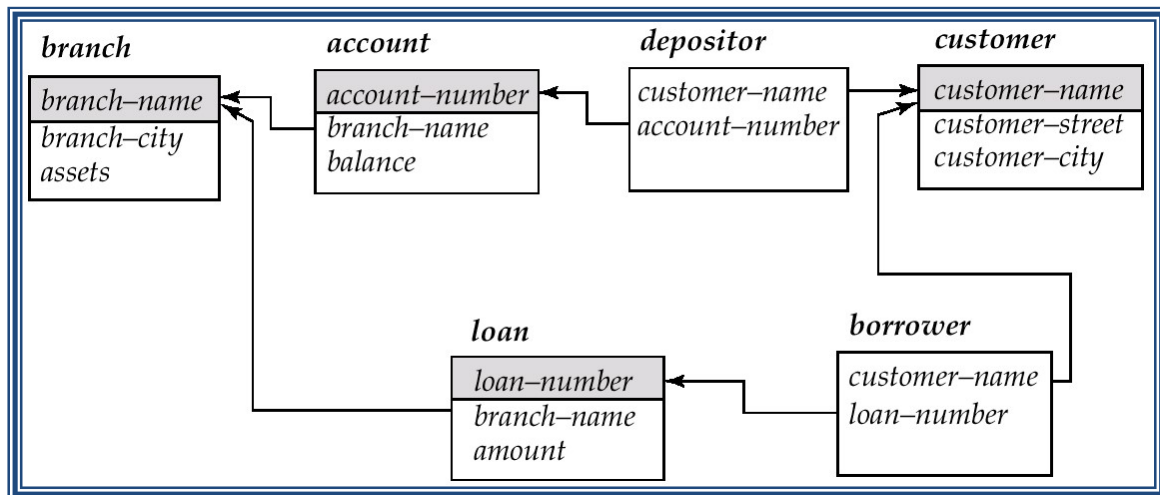 branch
branch–name
branch–city
assets
account
account–number
branch–name
balance
depositor
customer–name
account–number
customer
customer–name
customer–street
customer–city
loan
loan–number
branch–name
amount
borrower
customer–name
loan–number